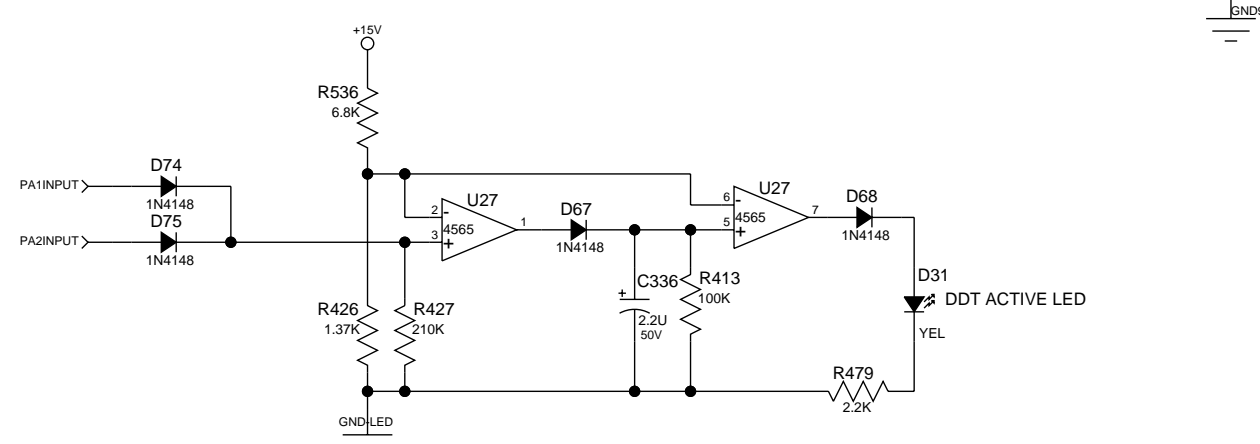 GND9
+15V
R536
6.8K
D74
PA1INPUT
1N4148
D75
PA2INPUT
1N4148
U27
2
-
4565
3
+
1
D67
1N4148
U27
6
-
4565
5
+
7
D68
1N4148
R426
1.37K
R427
210K
C336
+
2.2U
50V
R413
100K
D31
DDT ACTIVE LED
YEL
R479
2.2K
GND-LED